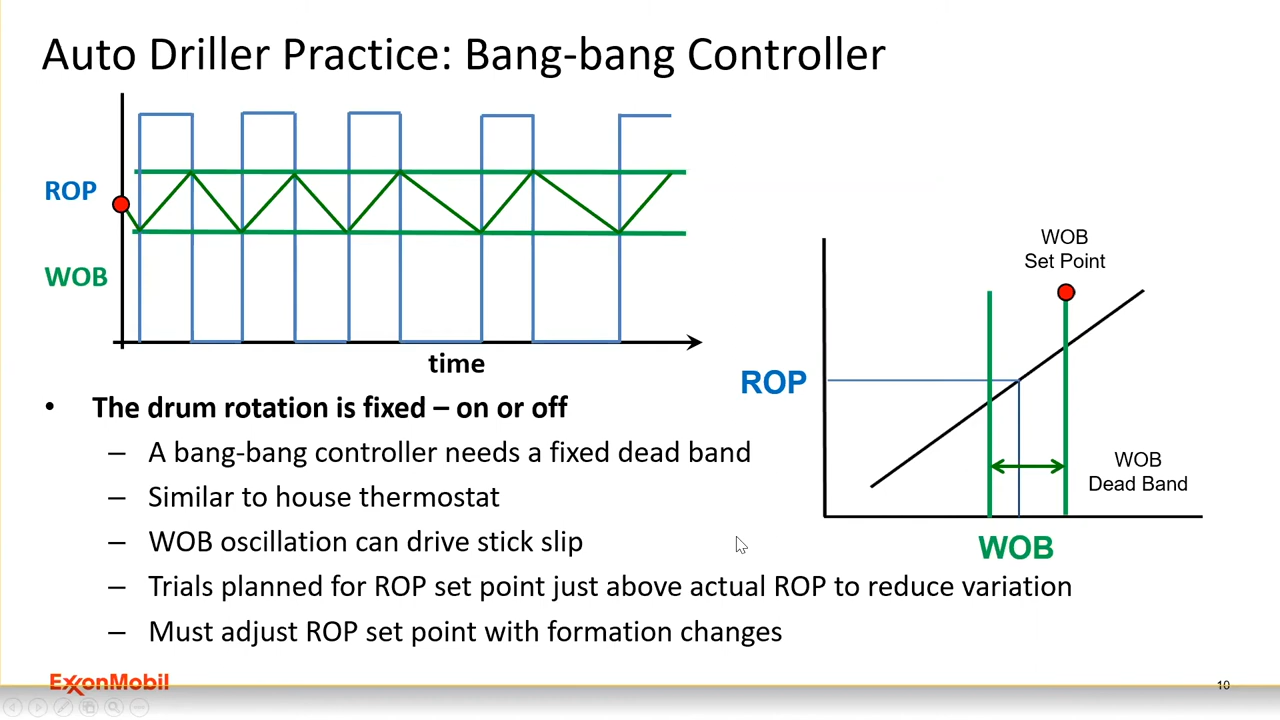 Auto Driller Practice: Bang-bang Controller
ROP
WOB
time
WOB
Set Point
ROP
WOB
Dead Band
WOB
• The drum rotation is fixed – on or off
– A bang-bang controller needs a fixed dead band
– Similar to house thermostat
– WOB oscillation can drive stick slip
– Trials planned for ROP set point just above actual ROP to reduce variation
– Must adjust ROP set point with formation changes
ExxonMobil
10